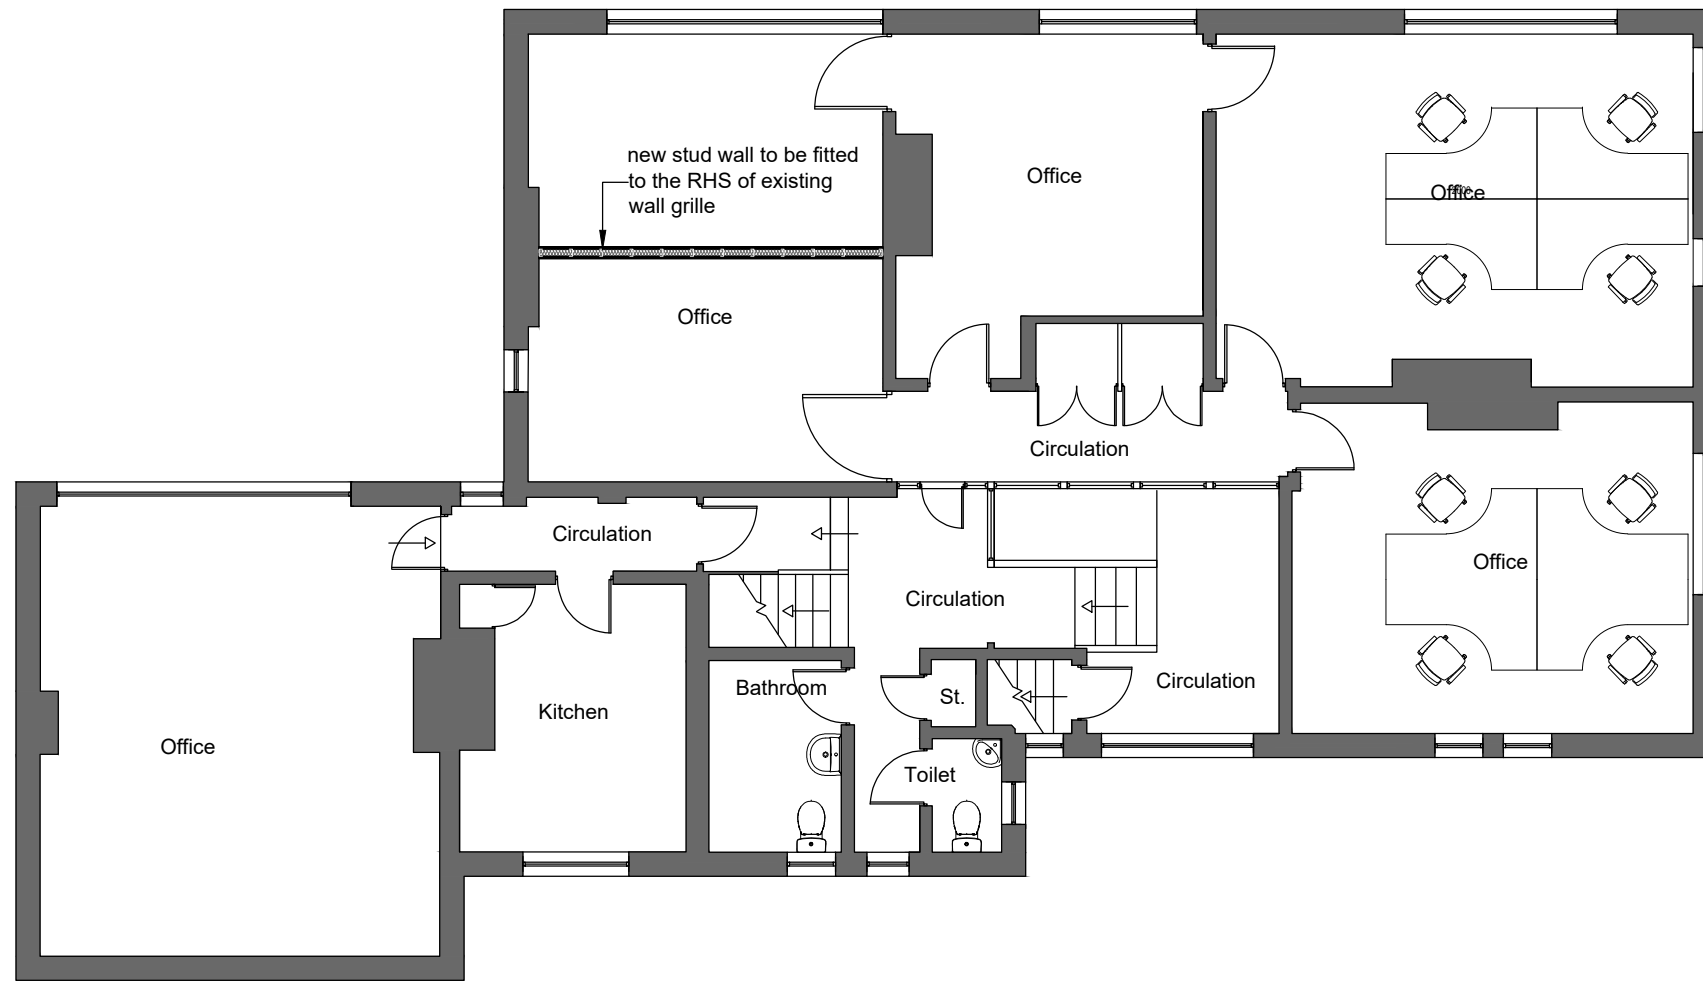 new stud wall to be fitted
to the RHS of existing
wall grille
Office
Office
Office
Circulation
Office
Circulation
Office
Circulation
Circulation
Bathroom
St.
Kitchen
Office
Toilet